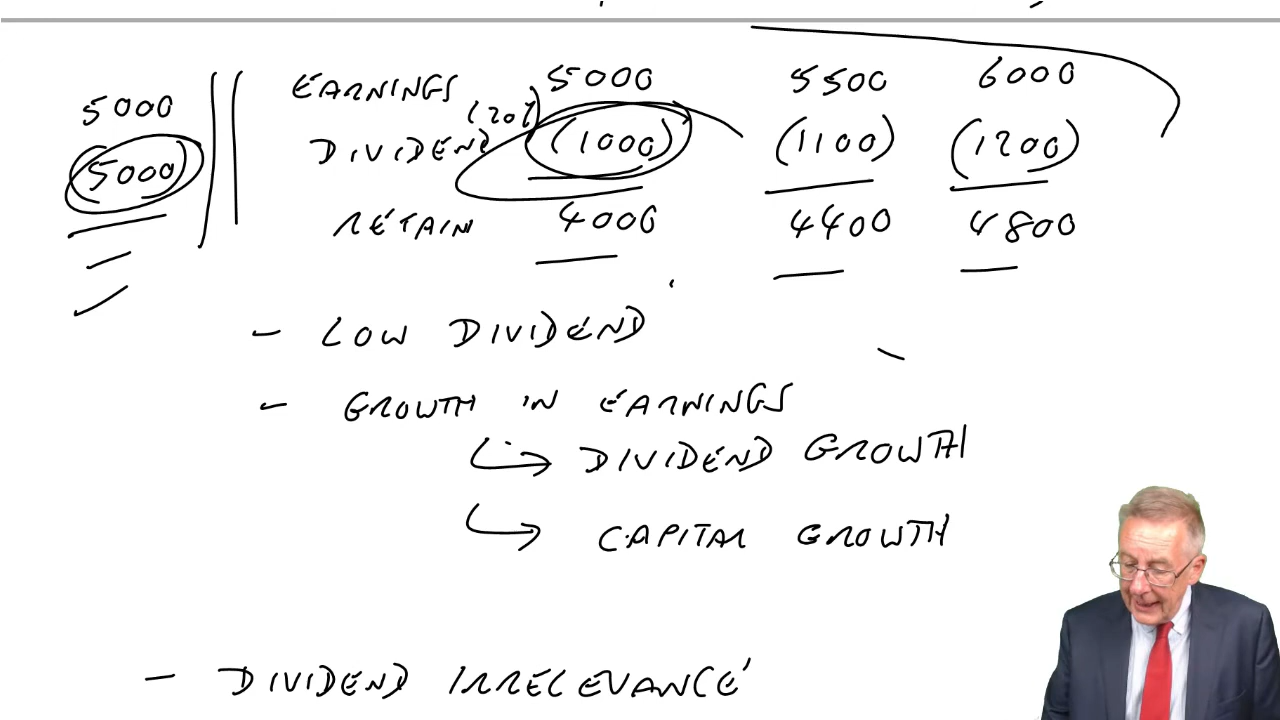 5000 EARNINGS 5000 5500 6000
(5000) DIVIDEND (20%) (1000) (1100) (1200)
RETAIN 4000 4400 4800
- LOW DIVIDEND
- GROWTH IN EARNINGS
↳ DIVIDEND GROWTH
↳ CAPITAL GROWTH
- DIVIDEND IRRELEVANCE'